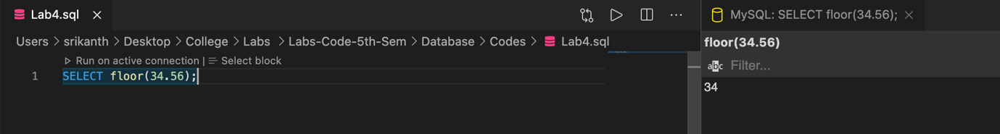 Lab4.sql
MySQL: SELECT floor(34.56);
Users > srikanth > Desktop > College > Labs > Labs-Code-5th-Sem > Database > Codes > Lab4.sql
Run on active connection | Select block
1 SELECT floor(34.56);
floor(34.56)
abc Filter...
34